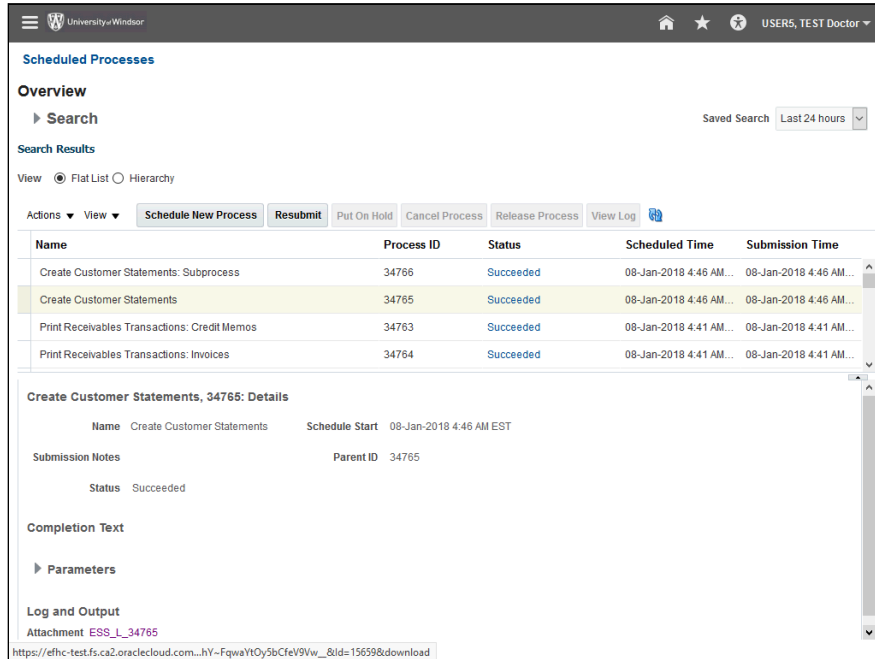 University of Windsor
USER5, TEST Doctor
Scheduled Processes
Overview
Search
Saved Search Last 24 hours
Search Results
View Flat List Hierarchy
Actions View Schedule New Process Resubmit Put On Hold Cancel Process Release Process View Log
Name Process ID Status Scheduled Time Submission Time
Create Customer Statements: Subprocess 34766 Succeeded 08-Jan-2018 4:46 AM... 08-Jan-2018 4:46 AM...
Create Customer Statements 34765 Succeeded 08-Jan-2018 4:46 AM... 08-Jan-2018 4:46 AM...
Print Receivables Transactions: Credit Memos 34763 Succeeded 08-Jan-2018 4:41 AM... 08-Jan-2018 4:41 AM...
Print Receivables Transactions: Invoices 34764 Succeeded 08-Jan-2018 4:41 AM... 08-Jan-2018 4:41 AM...
Create Customer Statements, 34765: Details
Name Create Customer Statements Schedule Start 08-Jan-2018 4:46 AM EST
Submission Notes Parent ID 34765
Status Succeeded
Completion Text
Parameters
Log and Output
Attachment ESS_L_34765
https://efhc-test.fs.ca2.oraclecloud.com...hY~FqwaYtOy5bCfeV9Vw__&Id=15659&download